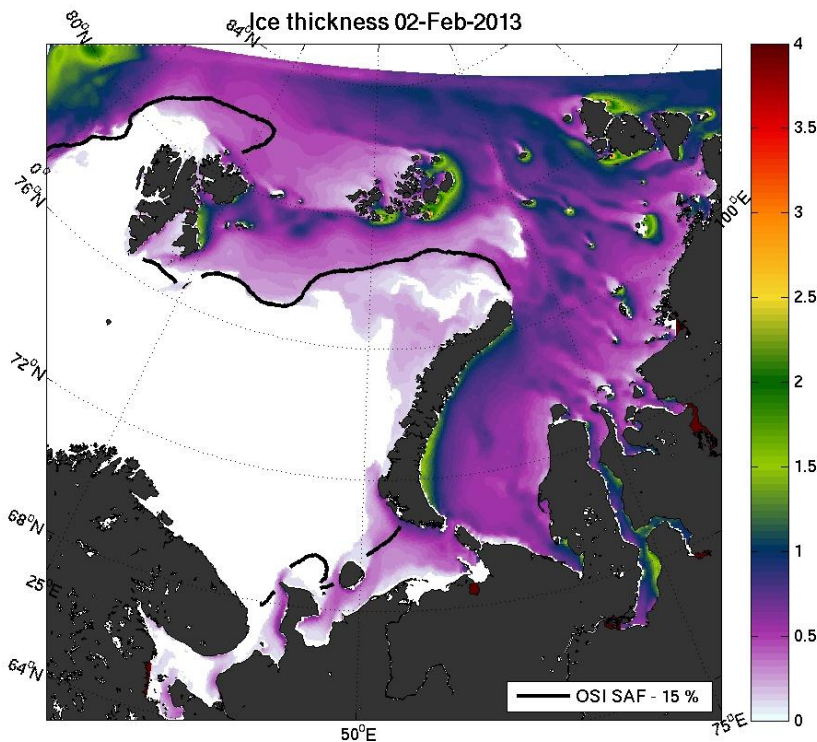 Ice thickness 02-Feb-2013
80°N
84°N
0°
76°N
100°E
72°N
68°N
25°E
64°N
50°E
75°E
OSI SAF - 15 %
4
3.5
3
2.5
2
1.5
1
0.5
0